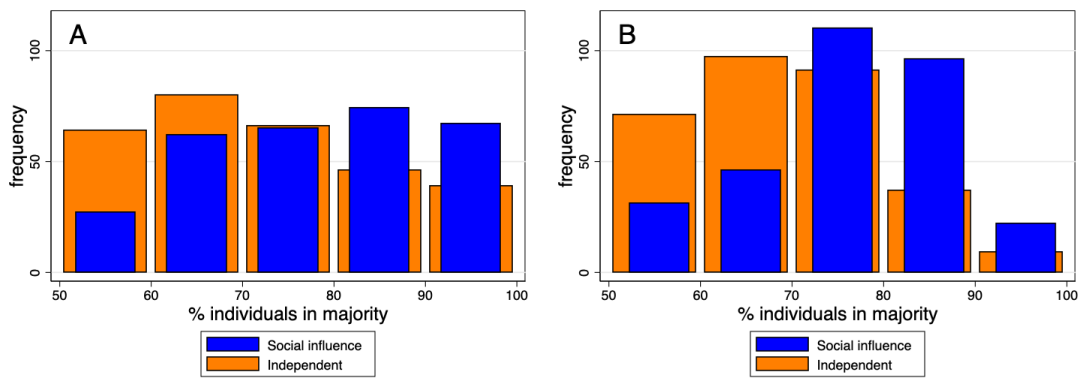 A
frequency
100
50
0
50 60 70 80 90 100
% individuals in majority
Social influence
Independent
B
frequency
100
50
0
50 60 70 80 90 100
% individuals in majority
Social influence
Independent